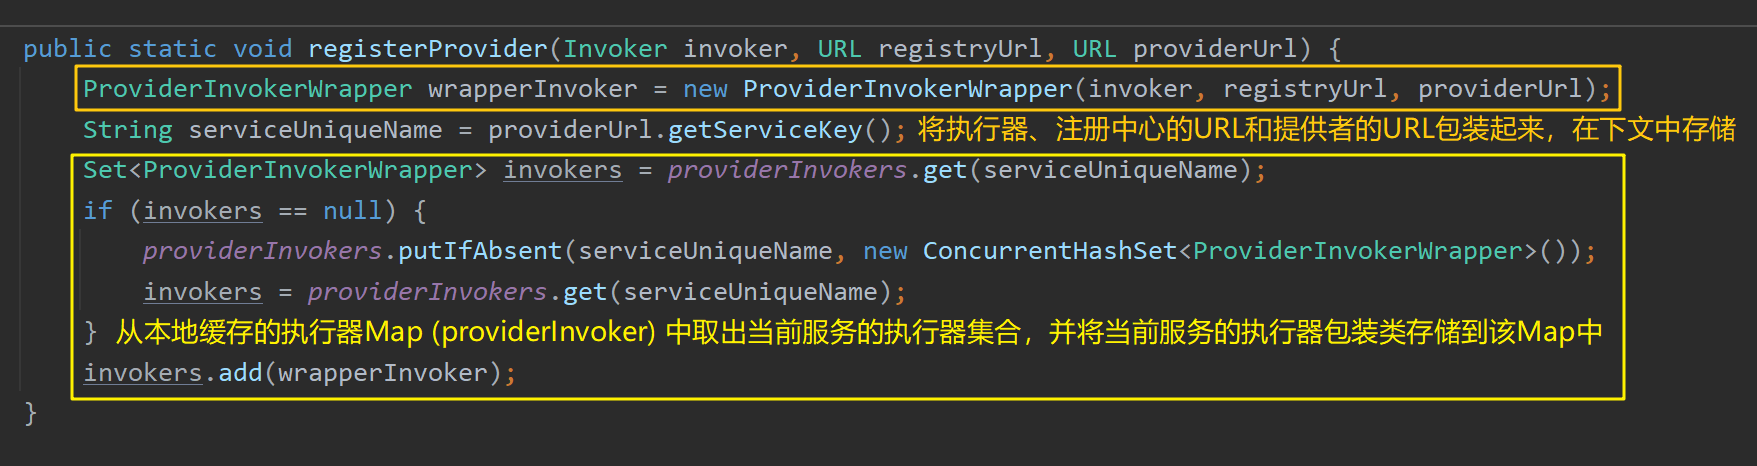 public static void registerProvider(Invoker invoker, URL registryUrl, URL providerUrl) {
ProviderInvokerWrapper wrapperInvoker = new ProviderInvokerWrapper(invoker, registryUrl, providerUrl);
String serviceUniqueName = providerUrl.getServiceKey(); 将执行器、注册中心的URL和提供者的URL包装起来，在下文中存储
Set<ProviderInvokerWrapper> invokers = providerInvokers.get(serviceUniqueName);
if (invokers == null) {
providerInvokers.putIfAbsent(serviceUniqueName, new ConcurrentHashSet<ProviderInvokerWrapper>());
invokers = providerInvokers.get(serviceUniqueName);
} 从本地缓存的执行器Map (providerInvoker) 中取出当前服务的执行器集合，并将当前服务的执行器包装类存储到该Map中
invokers.add(wrapperInvoker);
}